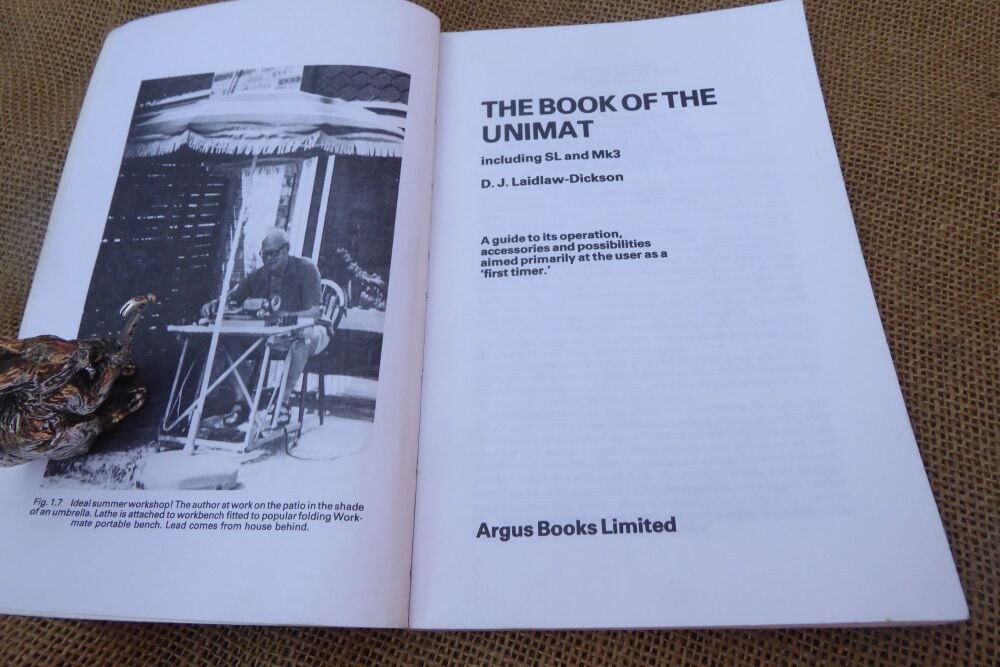 Fig. 1.7 Ideal summer workshop! The author at work on the patio in the shade
of an umbrella. Lathe is attached to workbench fitted to popular folding Work-
mate portable bench. Lead comes from house behind.
THE BOOK OF THE
UNIMAT
including SL and Mk3
D. J. Laidlaw-Dickson
A guide to its operation,
accessories and possibilities
aimed primarily at the user as a
‘first timer.’
Argus Books Limited